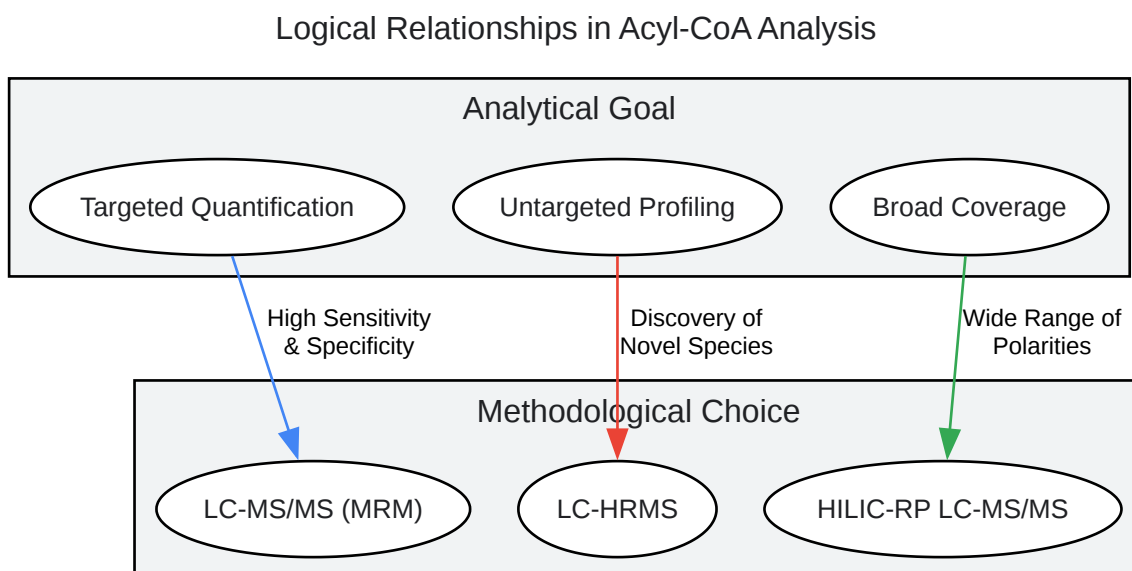 Logical Relationships in Acyl-CoA Analysis
Analytical Goal
Targeted Quantification
Untargeted Profiling
Broad Coverage
High Sensitivity
& Specificity
Discovery of
Novel Species
Wide Range of
Polarities
Methodological Choice
LC-MS/MS (MRM)
LC-HRMS
HILIC-RP LC-MS/MS